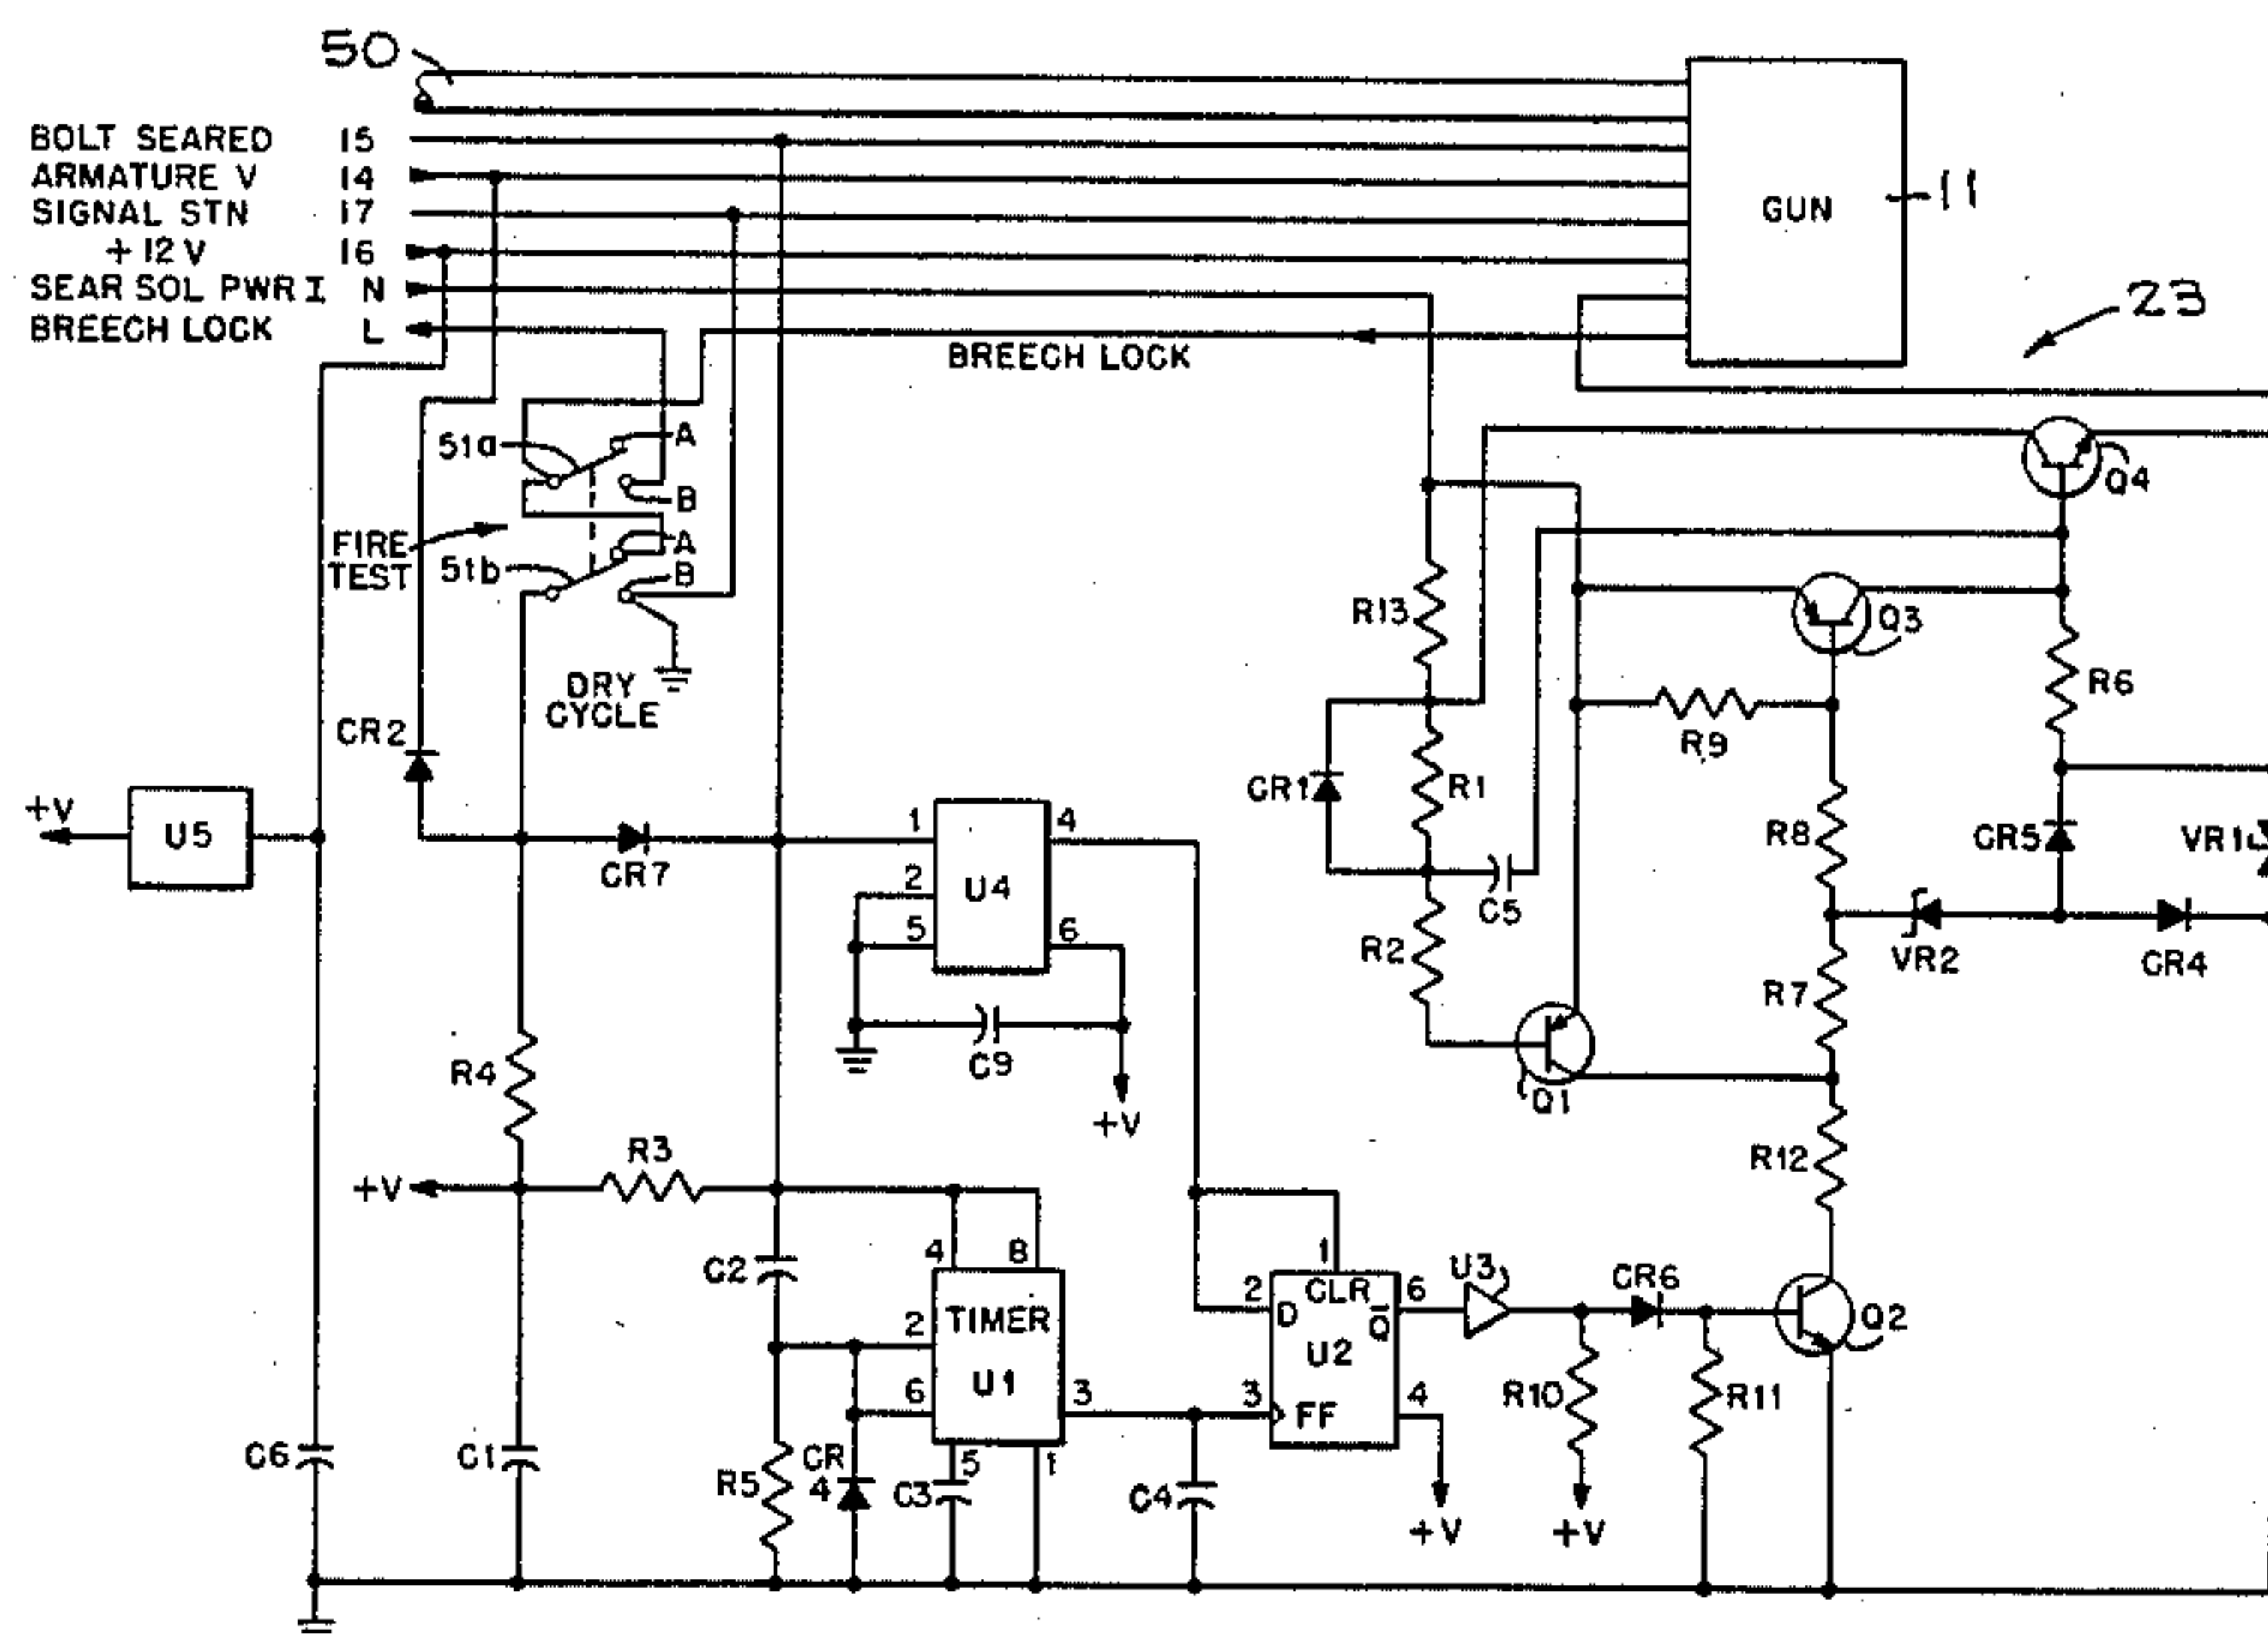 50
BOLT SEARED 15
ARMATURE V 14
SIGNAL STN 17
+12V 16
SEAR SOL PWR I N
BREECH LOCK L
GUN
11
23
BREECH LOCK
51a
A
B
FIRE TEST
51b
A
B
DRY CYCLE
Q4
R13
Q3
R6
R9
CR2
+V
U5
CR7
1
2
5
4
6
U4
C9
+V
CR1
R1
C5
R2
R8
CR5
VR1
VR2
CR4
R7
Q1
R12
R4
R3
+V
C2
4
8
2
6
TIMER
U1
3
5
1
1
2
CLR
6
D
Q̅
U2
3
FF
4
U3
CR6
Q2
R10
R11
+V
+V
C6
C1
R5
CR
4
C3
C4